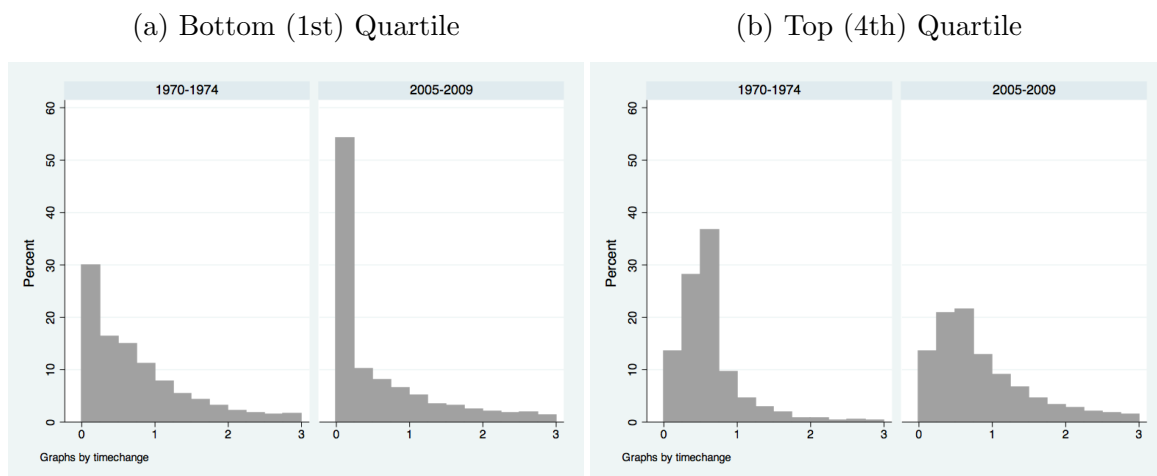 (a) Bottom (1st) Quartile
1970-1974 2005-2009
Percent
60
50
40
30
20
10
0
0 1 2 3 0 1 2 3
Graphs by timechange
(b) Top (4th) Quartile
1970-1974 2005-2009
Percent
60
50
40
30
20
10
0
0 1 2 3 0 1 2 3
Graphs by timechange